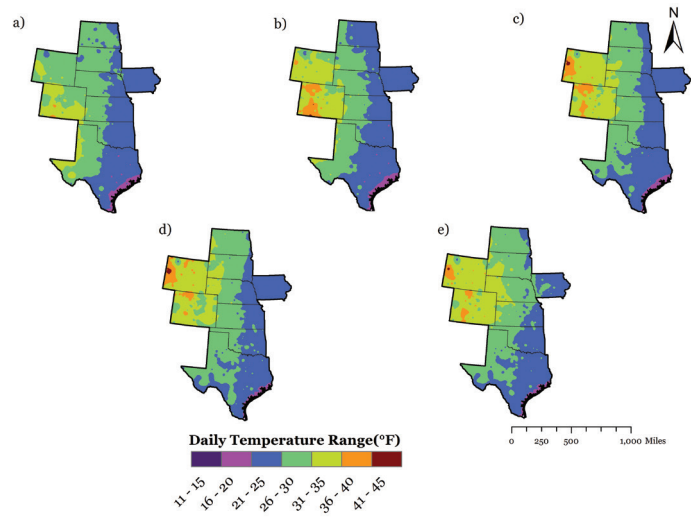 a)
b)
c)
N
d)
e)
Daily Temperature Range(°F)
11 - 15
16 - 20
21 - 25
26 - 30
31 - 35
36 - 40
41 - 45
0 250 500 1,000 Miles